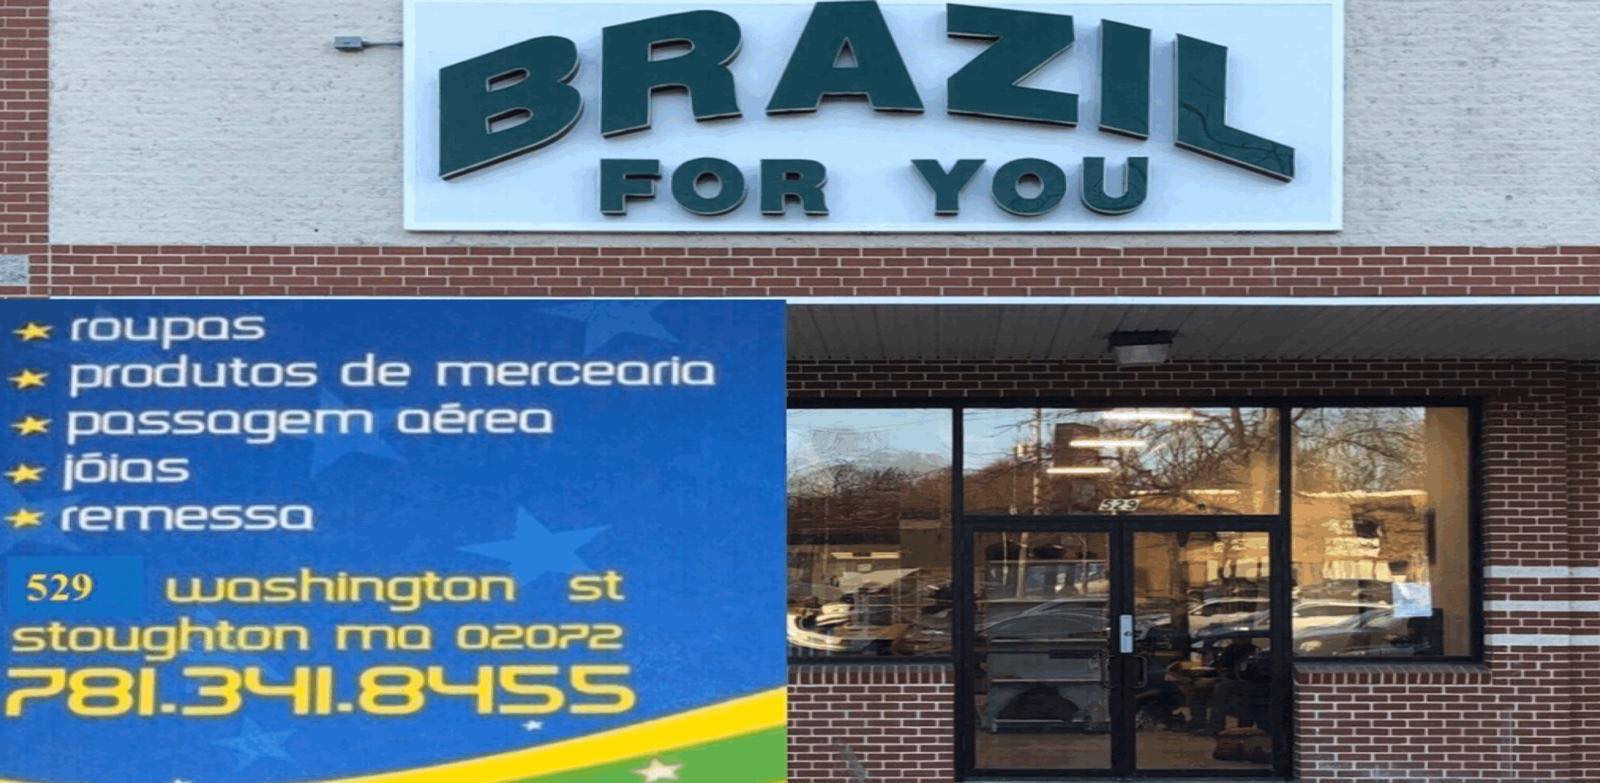 BRAZIL
FOR YOU
roupas
produtos de mercearia
passagem aérea
jóias
remessa
529 washington st
stoughton ma 02072
781.341.8455
529